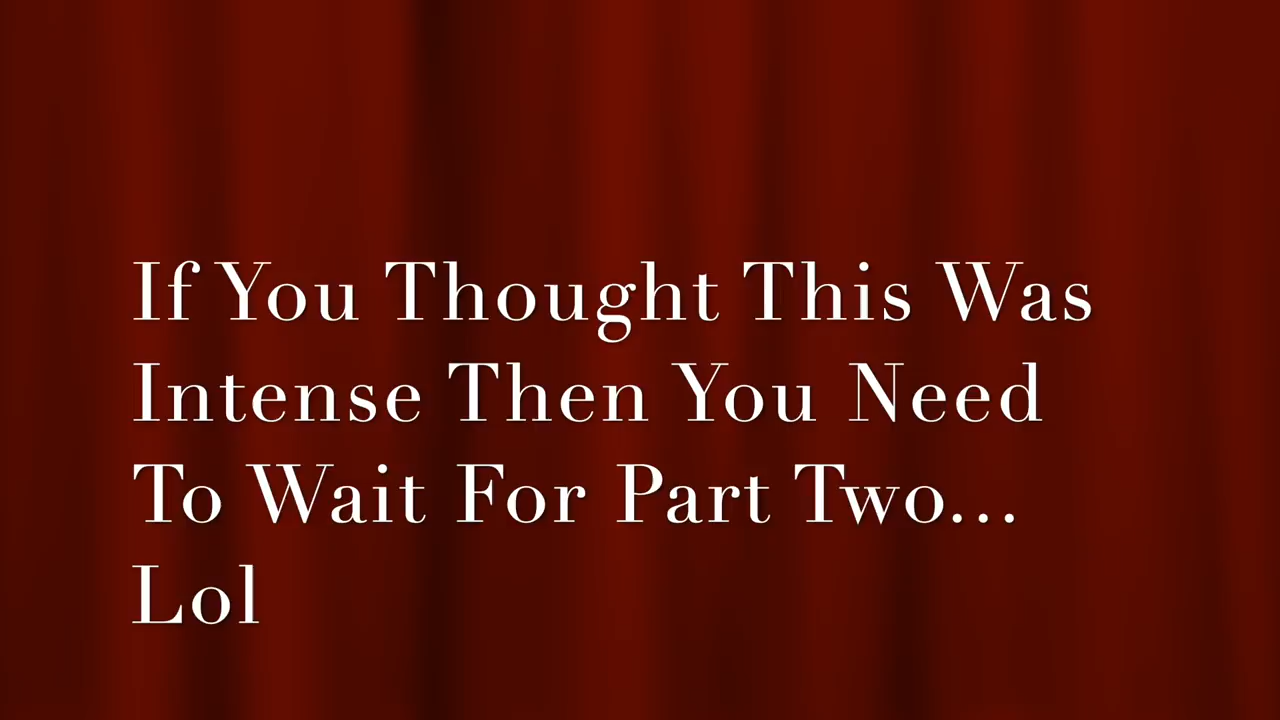 If You Thought This Was
Intense Then You Need
To Wait For Part Two...
Lol